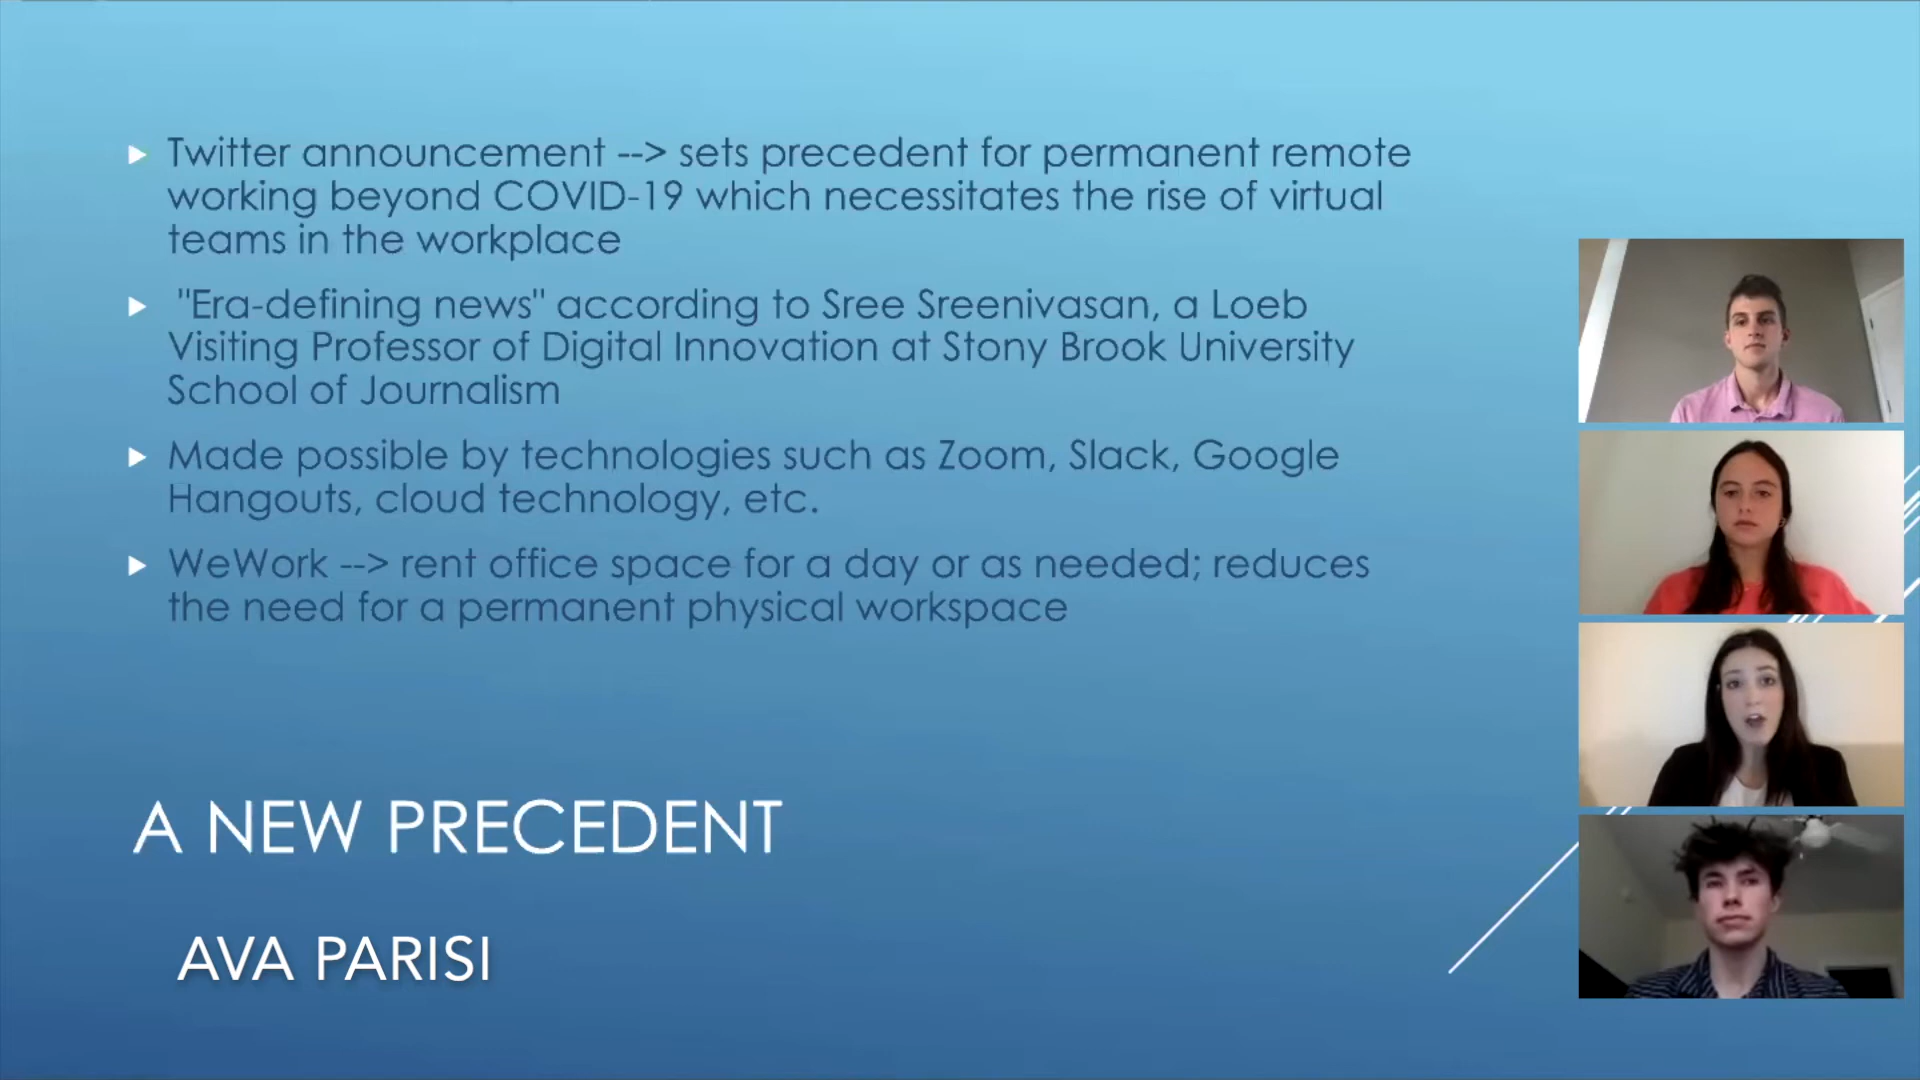 Twitter announcement --> sets precedent for permanent remote
working beyond COVID-19 which necessitates the rise of virtual
teams in the workplace
"Era-defining news" according to Sree Sreenivasan, a Loeb
Visiting Professor of Digital Innovation at Stony Brook University
School of Journalism
Made possible by technologies such as Zoom, Slack, Google
Hangouts, cloud technology, etc.
WeWork --> rent office space for a day or as needed; reduces
the need for a permanent physical workspace
A NEW PRECEDENT
AVA PARISI